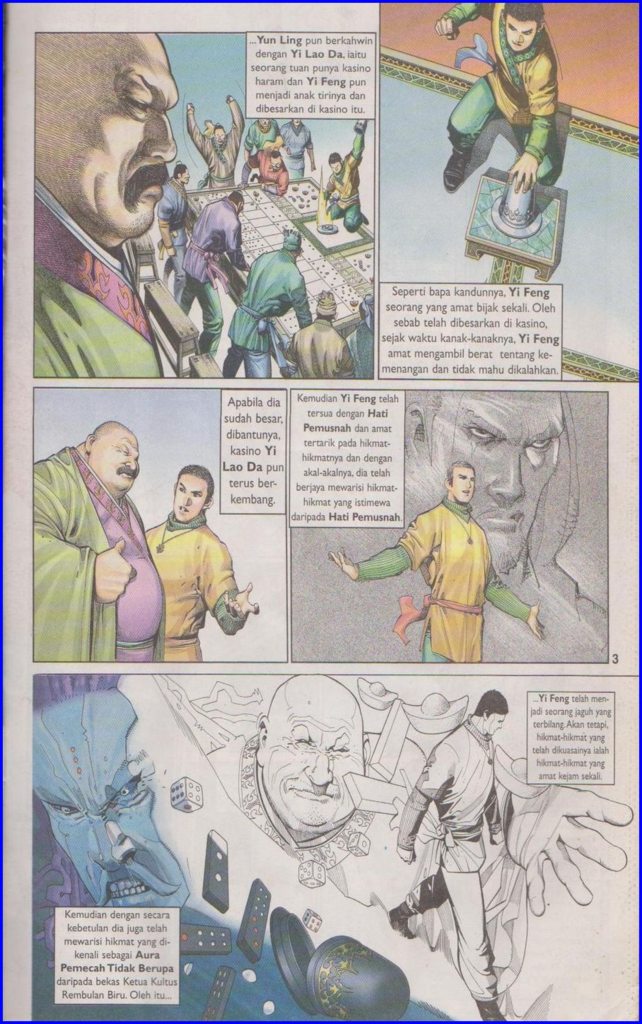 ...Yun Ling pun berkahwin
dengan Yi Lao Da, iaitu
seorang tuan punya kasino
haram dan Yi Feng pun
menjadi anak tirinya dan
dibesarkan di kasino itu.
Seperti bapa kandunnya, Yi Feng
seorang yang amat bijak sekali. Oleh
sebab telah dibesarkan di kasino,
sejak waktu kanak-kanaknya, Yi Feng
amat mengambil berat tentang ke-
menangan dan tidak mahu dikalahkan.
Apabila dia
sudah besar,
dibantunya,
kasino Yi
Lao Da pun
terus ber-
kembang.
Kemudian Yi Feng telah
tersua dengan Hati
Pemusnah dan amat
tertarik pada hikmat-
hikmatnya dan dengan
akal-akalnya, dia telah
berjaya mewarisi hikmat-
hikmat yang istimewa
daripada Hati Pemusnah.
3
...Yi Feng telah men-
jadi seorang jaguh yang
terbilang. Akan tetapi,
hikmat-hikmat yang
telah dikuasainya ialah
hikmat-hikmat yang
amat kejam sekali.
Kemudian dengan secara
kebetulan dia juga telah
mewarisi hikmat yang di-
kenali sebagai Aura
Pemecah Tidak Berupa
daripada bekas Ketua Kultus
Rembulan Biru. Oleh itu...